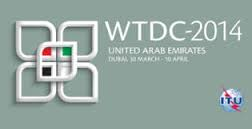 WTDC-2014
UNITED ARAB EMIRATES
DUBAI, 30 MARCH - 10 APRIL
ITU